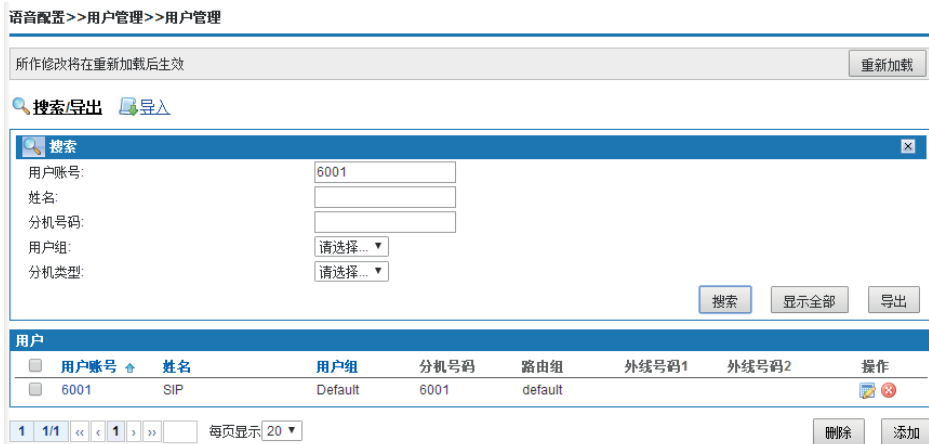 语音配置>>用户管理>>用户管理
所作修改将在重新加载后生效 重新加载
搜索/导出 导入
搜索
用户账号: 6001
姓名:
分机号码:
用户组: 请选择...
分机类型: 请选择...
搜索 显示全部 导出
用户
用户账号 姓名 用户组 分机号码 路由组 外线号码1 外线号码2 操作
6001 SIP Default 6001 default
1 1/1 « ‹ 1 › » 每页显示 20 删除 添加